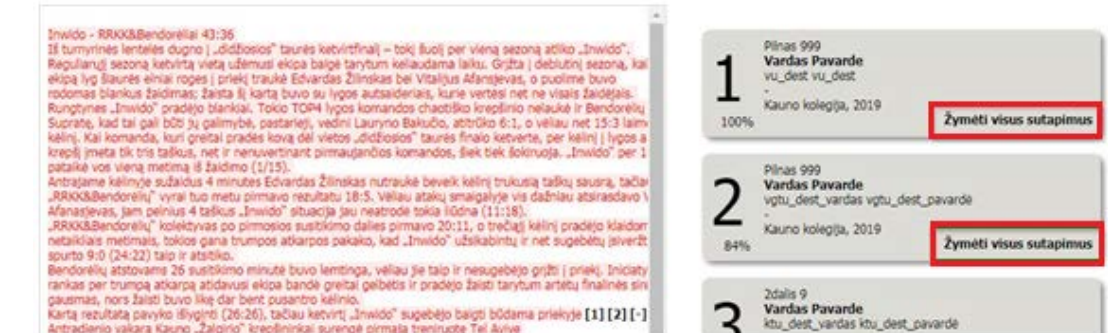 Inwido - RRKK&Bendorėliai 43:36
Iš turnyrinės lentelės dugno į „didžiosios" taurės ketvirtfinalį – tokį šuolį per vieną sezoną atliko „Inwido".
Reguliarųjį sezoną ketvirtą vietą užėmusi ekipa baigė tarytum keliaudama laiku. Grįžta į debiutinį sezoną, kai
ekipą lyg šiaurės elniai roges į priekį traukė Edvardas Žilinskas bei Vitalijus Afansjevas, o puolime buvo
rodomas blankus žaidimas; žaista šį kartą buvo su lygos autsaideriais, kurie vertėsi net ne visais žaidėjais.
Rungtynes „Inwido" pradėjo blankiai. Tokio TOP4 lygos komandos chaotiško krepšinio nelaukė ir Bendorėlių
Supratę, kad tai gali būti jų galimybė, pastarieji, vedini Lauryno Bakučio, atitrūko 6:1, o vėliau net 15:3 laim
kėlinį. Kai komanda, kuri greitai pradės kovą dėl vietos „didžiosios" taurės finalo ketverte, per kėlinį į lygos a
krepšį įmeta tik tris taškus, net ir nenuvertinant pirmaujančios komandos, šiek tiek šokiruoja. „Inwido" per 1
pataikė vos vieną metimą iš žaidimo (1/15).
Antrajame kėlinyje sužaidus 4 minutes Edvardas Žilinskas nutraukė beveik kėlinį trukusią taškų sausrą, tačiau
„RRKK&Bendorėlių" vyrai tuo metu pirmavo rezultatu 18:5. Vėliau atakų smaigalyje vis dažniau atsirasdavo V
Afanasjevas, jam pelnius 4 taškus „Inwido" situacija jau neatrodė tokia liūdna (11:18).
„RRKK&Bendorėlių" kolektyvas po pirmosios susitikimo dalies pirmavo 20:11, o trečiąjį kėlinį pradėjo klaidom
netaikliais metimais, tokios gana trumpos atkarpos pakako, kad „Inwido" užsikabintų ir net sugebėtų įsiveržt
spurto 9:0 (24:22) taip ir atsitiko.
Bendorėlių atstovams 26 susitikimo minutė buvo lemtinga, vėliau jie taip ir nesugebėjo grįžti į priekį. Iniciaty
rankas per trumpą atkarpą atidavusi ekipa bandė greitai gelbėtis ir pradėjo žaisti tarytum artėtų finalinės sir
gausmas, nors žaisti buvo likę dar bent pusantro kėlinio.
Kartą rezultatą pavyko išlyginti (26:26), tačiau ketvirtį „Inwido" sugebėjo baigti būdama priekyje [1] [2] [-]
Antradienio vakarą Kauno „Žalgirio" krepšininkai surengė pirmąją treniruotę Tel Avive
1
100%
Pilnas 999
Vardas Pavarde
vu_dest vu_dest
-
Kauno kolegija, 2019
Žymėti visus sutapimus
2
84%
Pilnas 999
Vardas Pavarde
vgtu_dest_vardas vgtu_dest_pavardė
-
Kauno kolegija, 2019
Žymėti visus sutapimus
3
2dalis 9
Vardas Pavarde
ktu_dest_vardas ktu_dest_pavardė